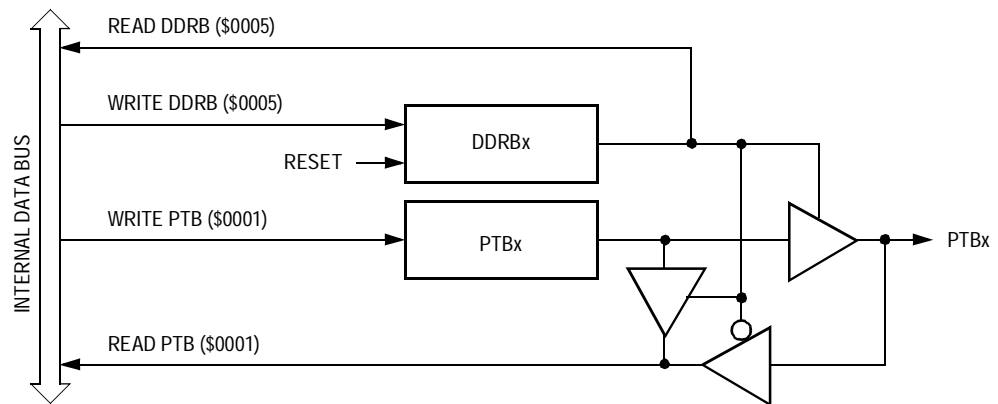 READ DDRB ($0005)
WRITE DDRB ($0005)
DDRBx
RESET
WRITE PTB ($0001)
PTBx
PTBx
READ PTB ($0001)
INTERNAL DATA BUS